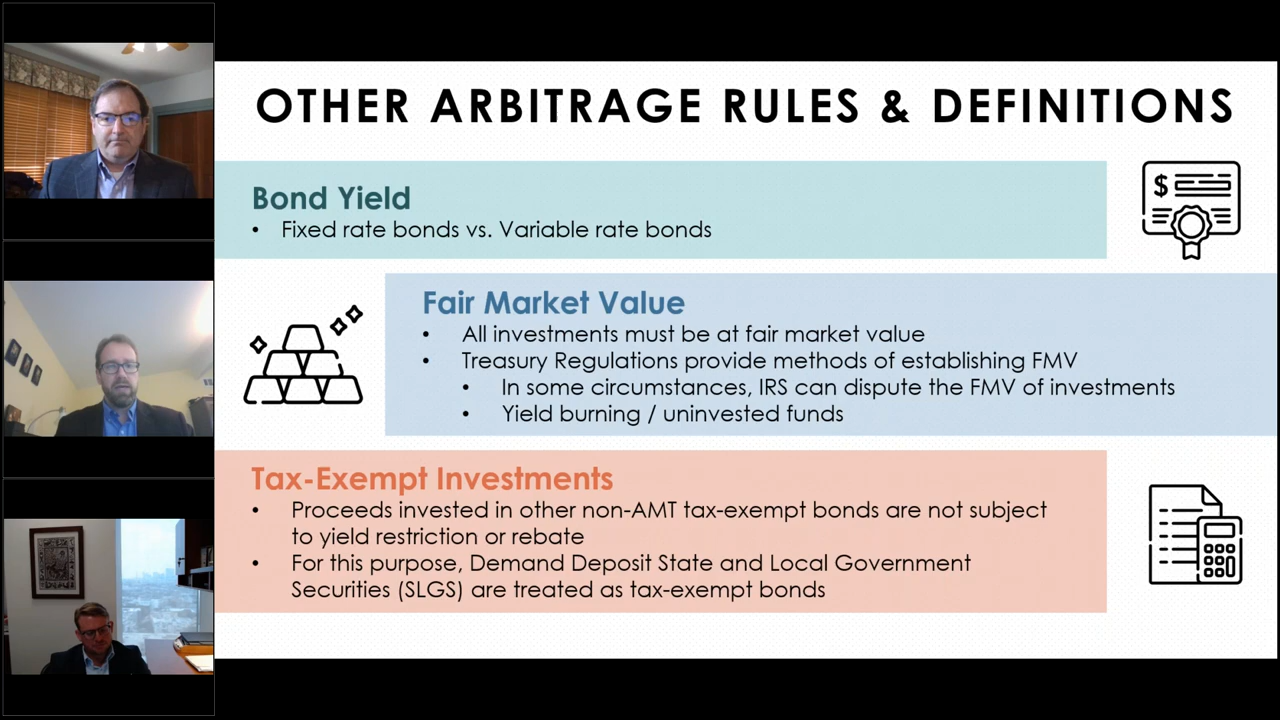 OTHER ARBITRAGE RULES & DEFINITIONS
Bond Yield
• Fixed rate bonds vs. Variable rate bonds
$
Fair Market Value
• All investments must be at fair market value
• Treasury Regulations provide methods of establishing FMV
• In some circumstances, IRS can dispute the FMV of investments
• Yield burning / uninvested funds
Tax-Exempt Investments
• Proceeds invested in other non-AMT tax-exempt bonds are not subject
to yield restriction or rebate
• For this purpose, Demand Deposit State and Local Government
Securities (SLGS) are treated as tax-exempt bonds